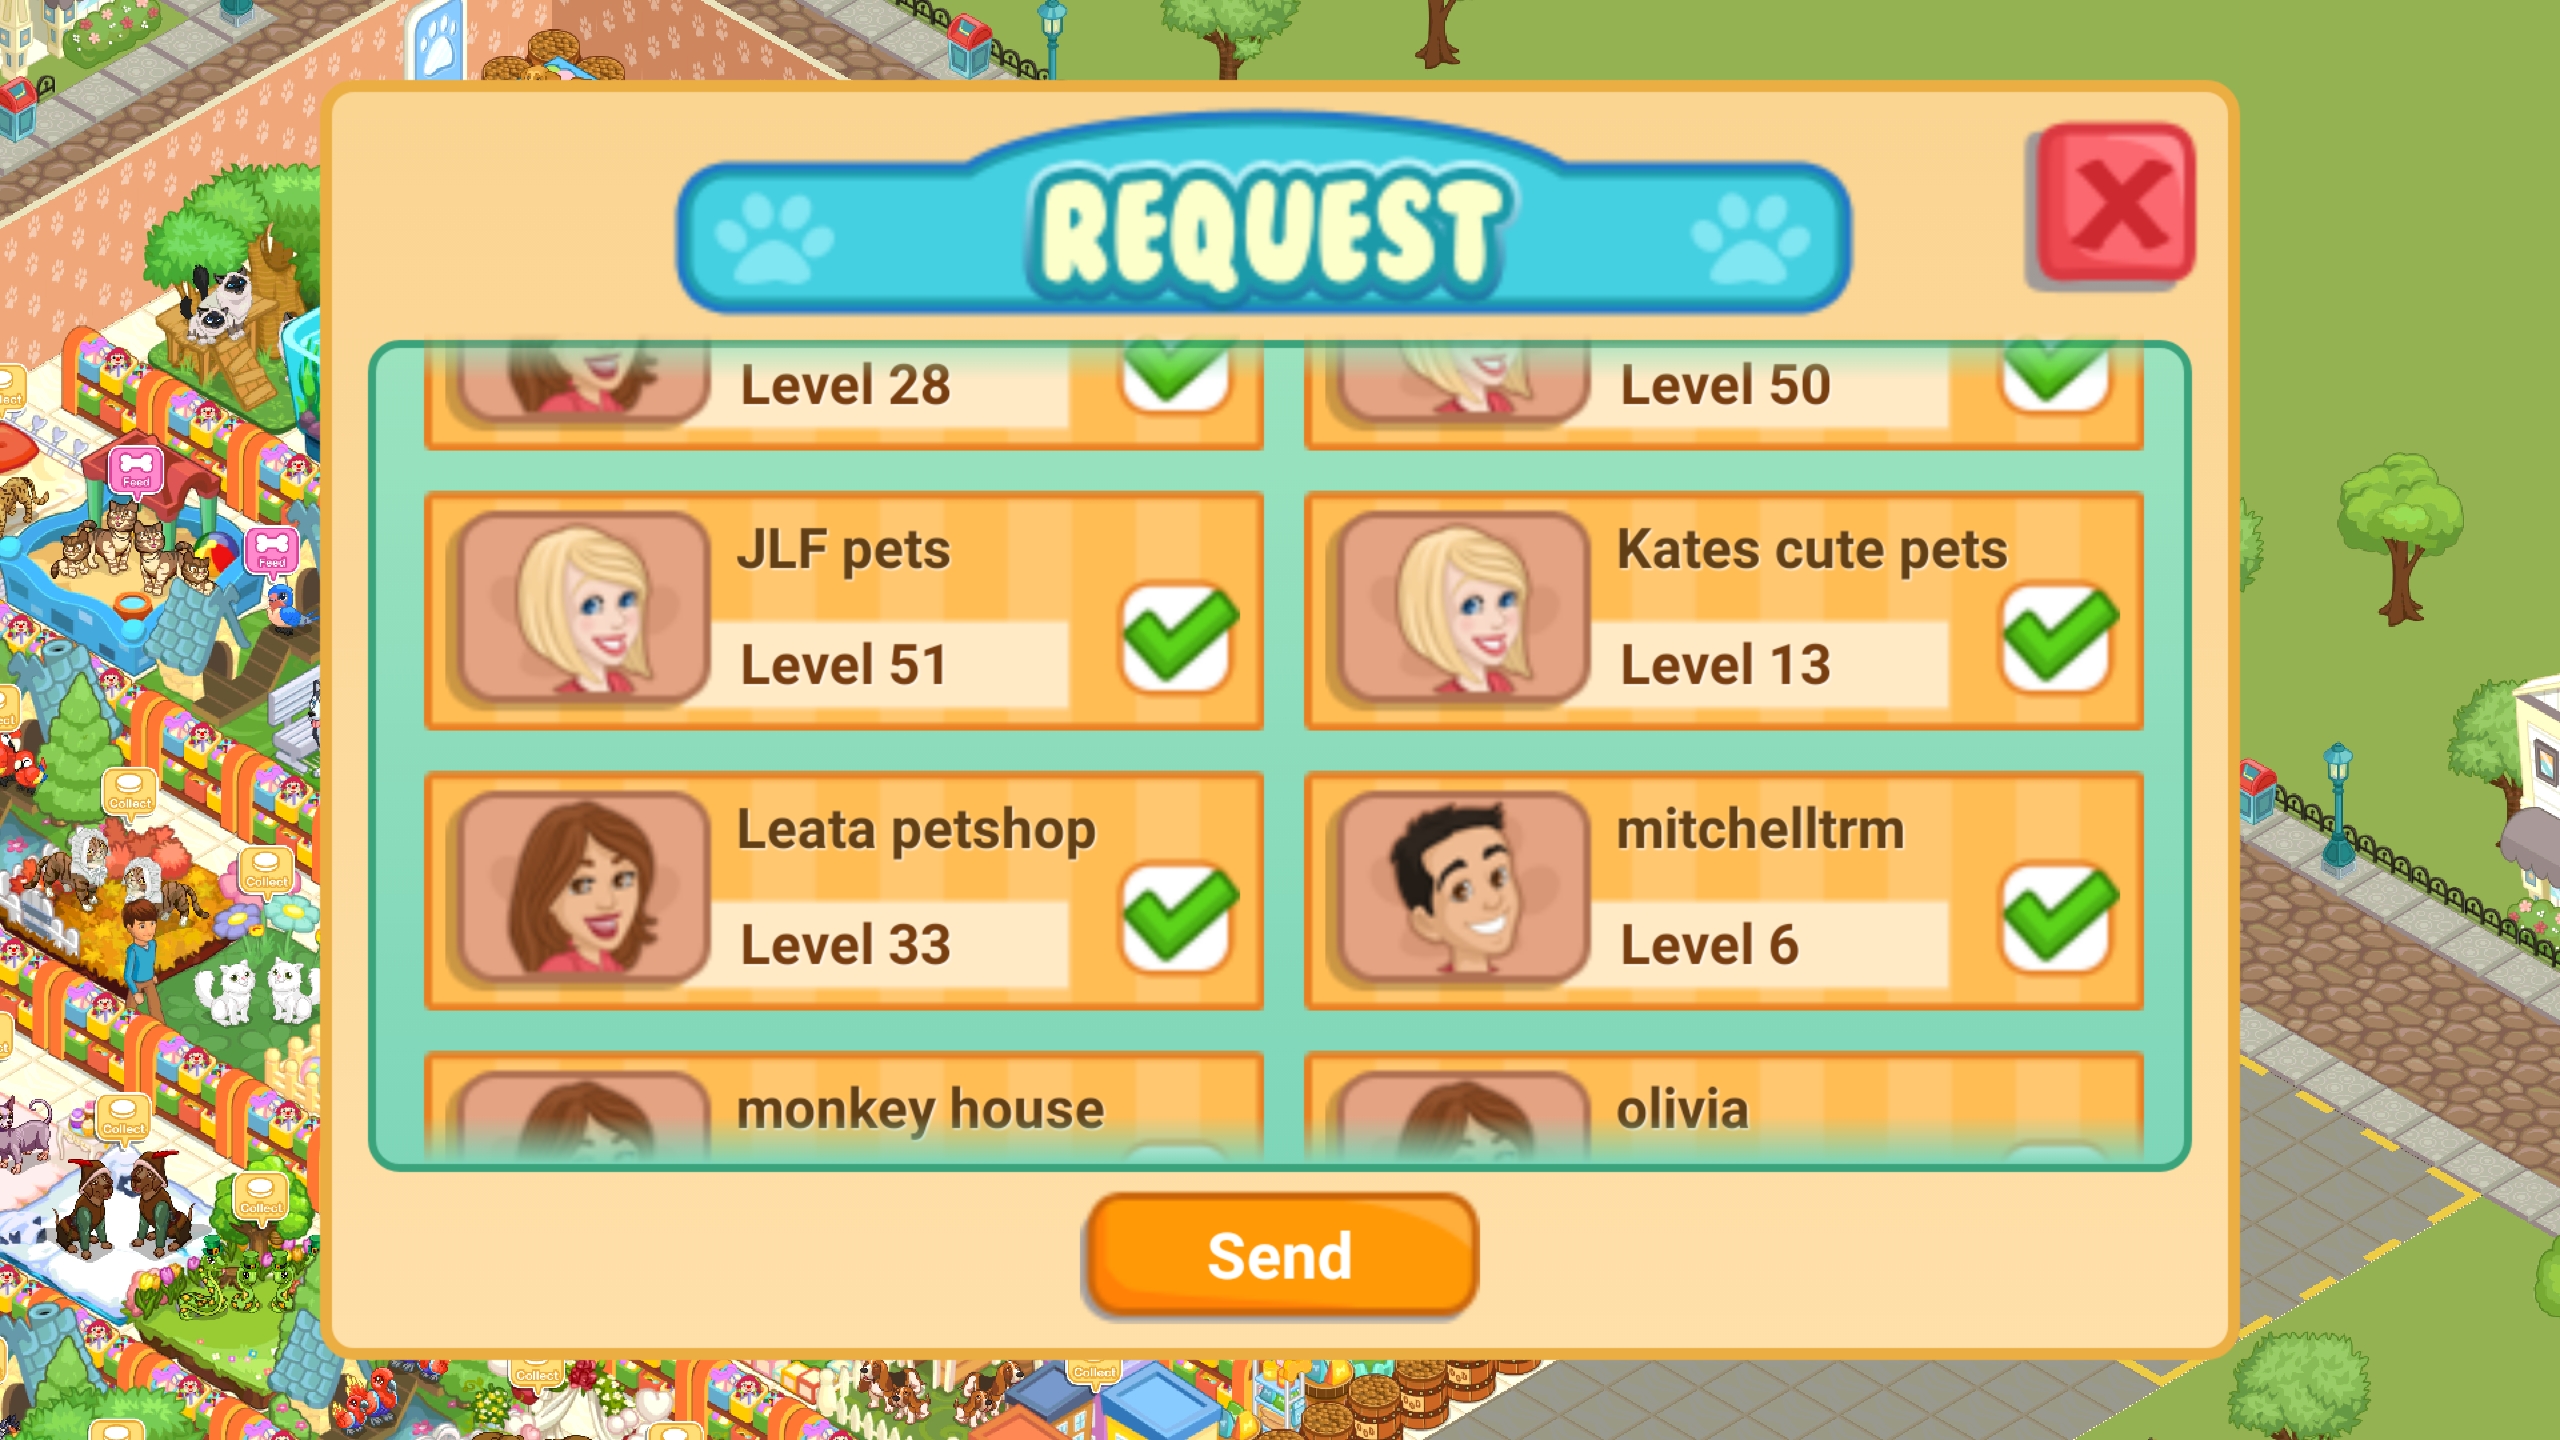 REQUEST
Level 28
Level 50
JLF pets
Level 51
Kates cute pets
Level 13
Leata petshop
Level 33
mitchelltrm
Level 6
monkey house
olivia
Send
Feed
Feed
Collect
Collect
Collect
Collect
Collect
Collect